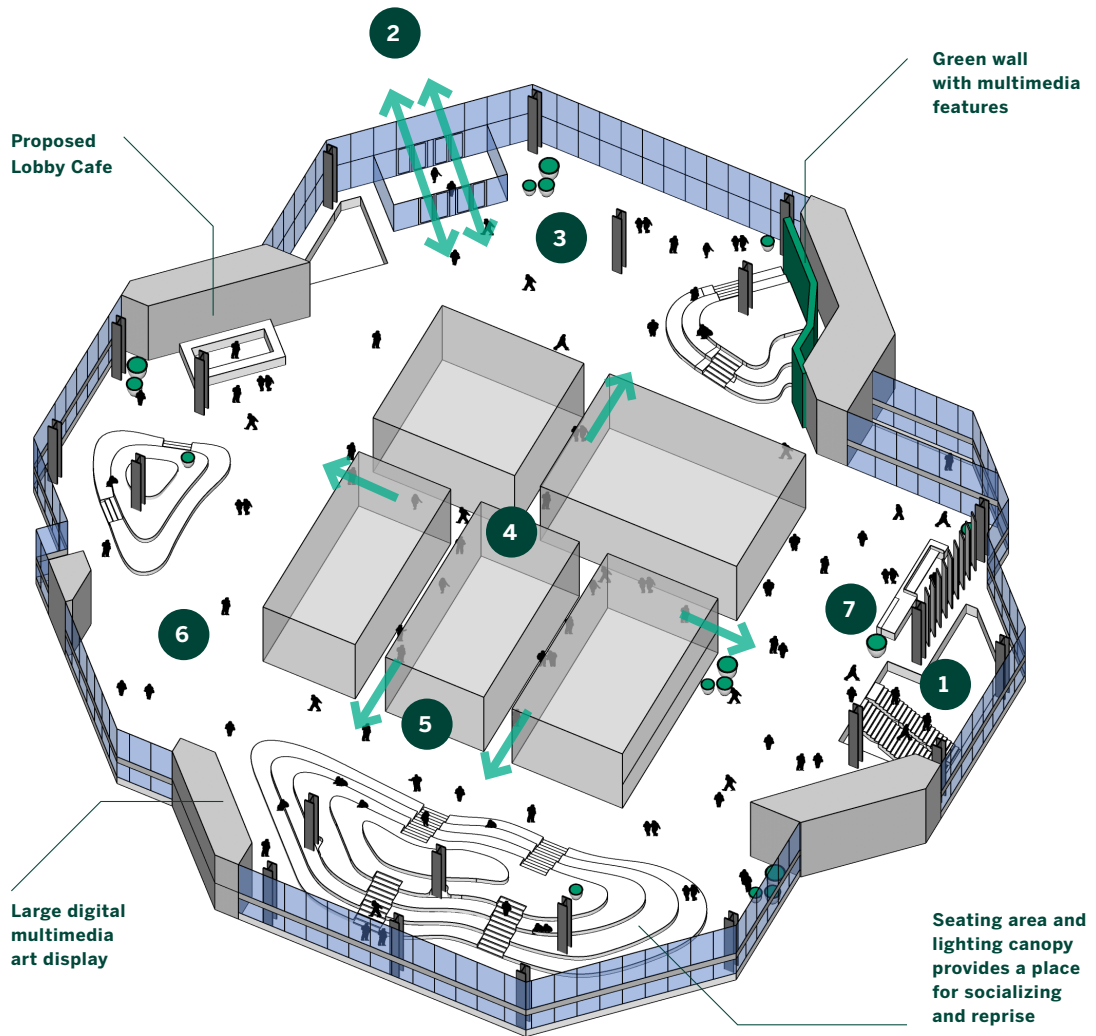 2
Green wall
with multimedia
features
Proposed
Lobby Cafe
3
4
7
6
1
5
Large digital
multimedia
art display
Seating area and
lighting canopy
provides a place
for socializing
and reprise